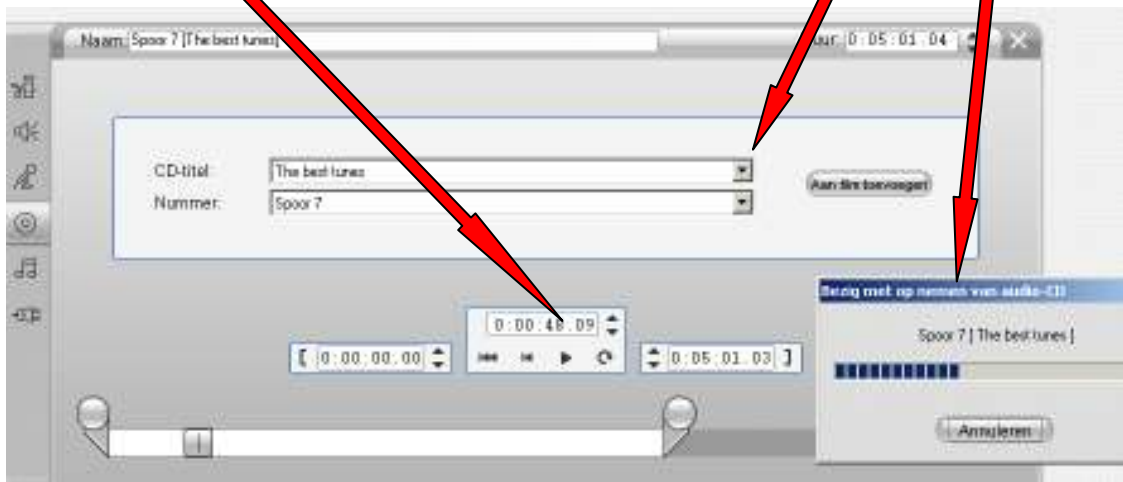 Naam: Spoor 7 [The best tunes] uur: 0:05:01.04
CD-titel: The best tunes Aan film toevoegen
Nummer: Spoor 7
Bezig met op nemen van audio-CD
0:00:48.09 Spoor 7 [ The best tunes ]
[ 0:00:00.00 0:05:01.03 ]
Annuleren